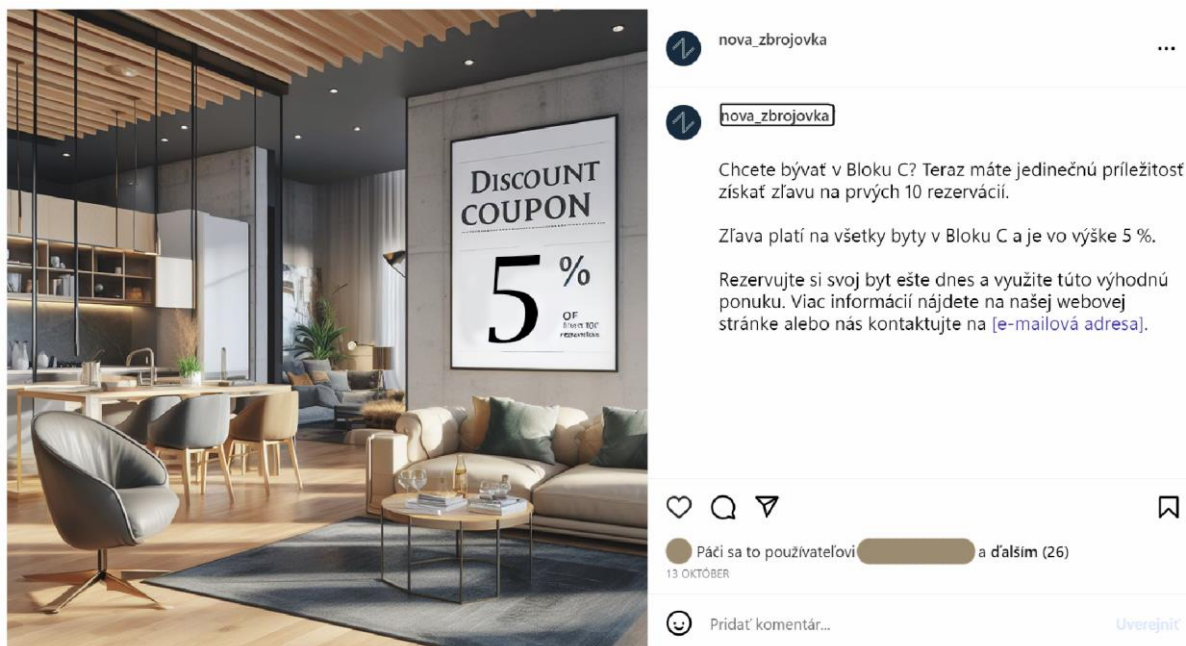 DISCOUNT
COUPON
5 %
OF
nova_zbrojovka
...
nova_zbrojovka
Chcete bývať v Bloku C? Teraz máte jedinečnú príležitosť
získať zľavu na prvých 10 rezervácií.
Zľava platí na všetky byty v Bloku C a je vo výške 5 %.
Rezervujte si svoj byt ešte dnes a využite túto výhodnú
ponuku. Viac informácií nájdete na našej webovej
stránke alebo nás kontaktujte na [e-mailová adresa].
Páči sa to používateľovi a ďalším (26)
13 OKTÓBER
Pridať komentár...
Uverejniť